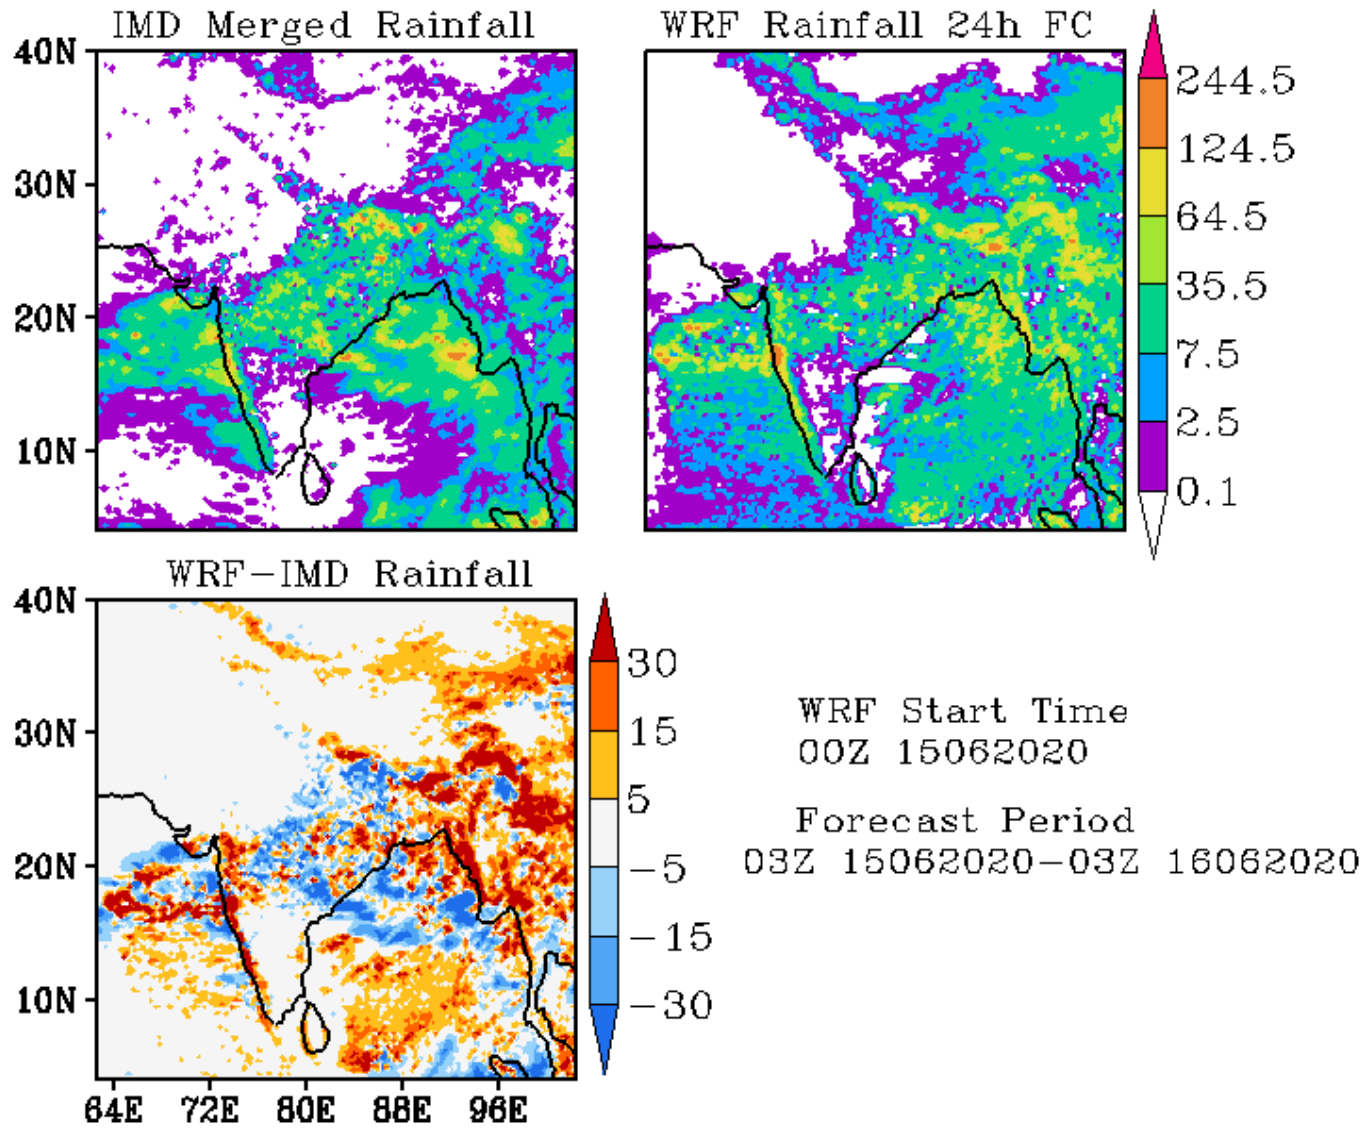 IMD Merged Rainfall
WRF Rainfall 24h FC
40N
30N
20N
10N
244.5
124.5
64.5
35.5
7.5
2.5
0.1
WRF-IMD Rainfall
40N
30N
20N
10N
64E 72E 80E 88E 96E
30
15
5
-5
-15
-30
WRF Start Time
00Z 15062020
Forecast Period
03Z 15062020-03Z 16062020